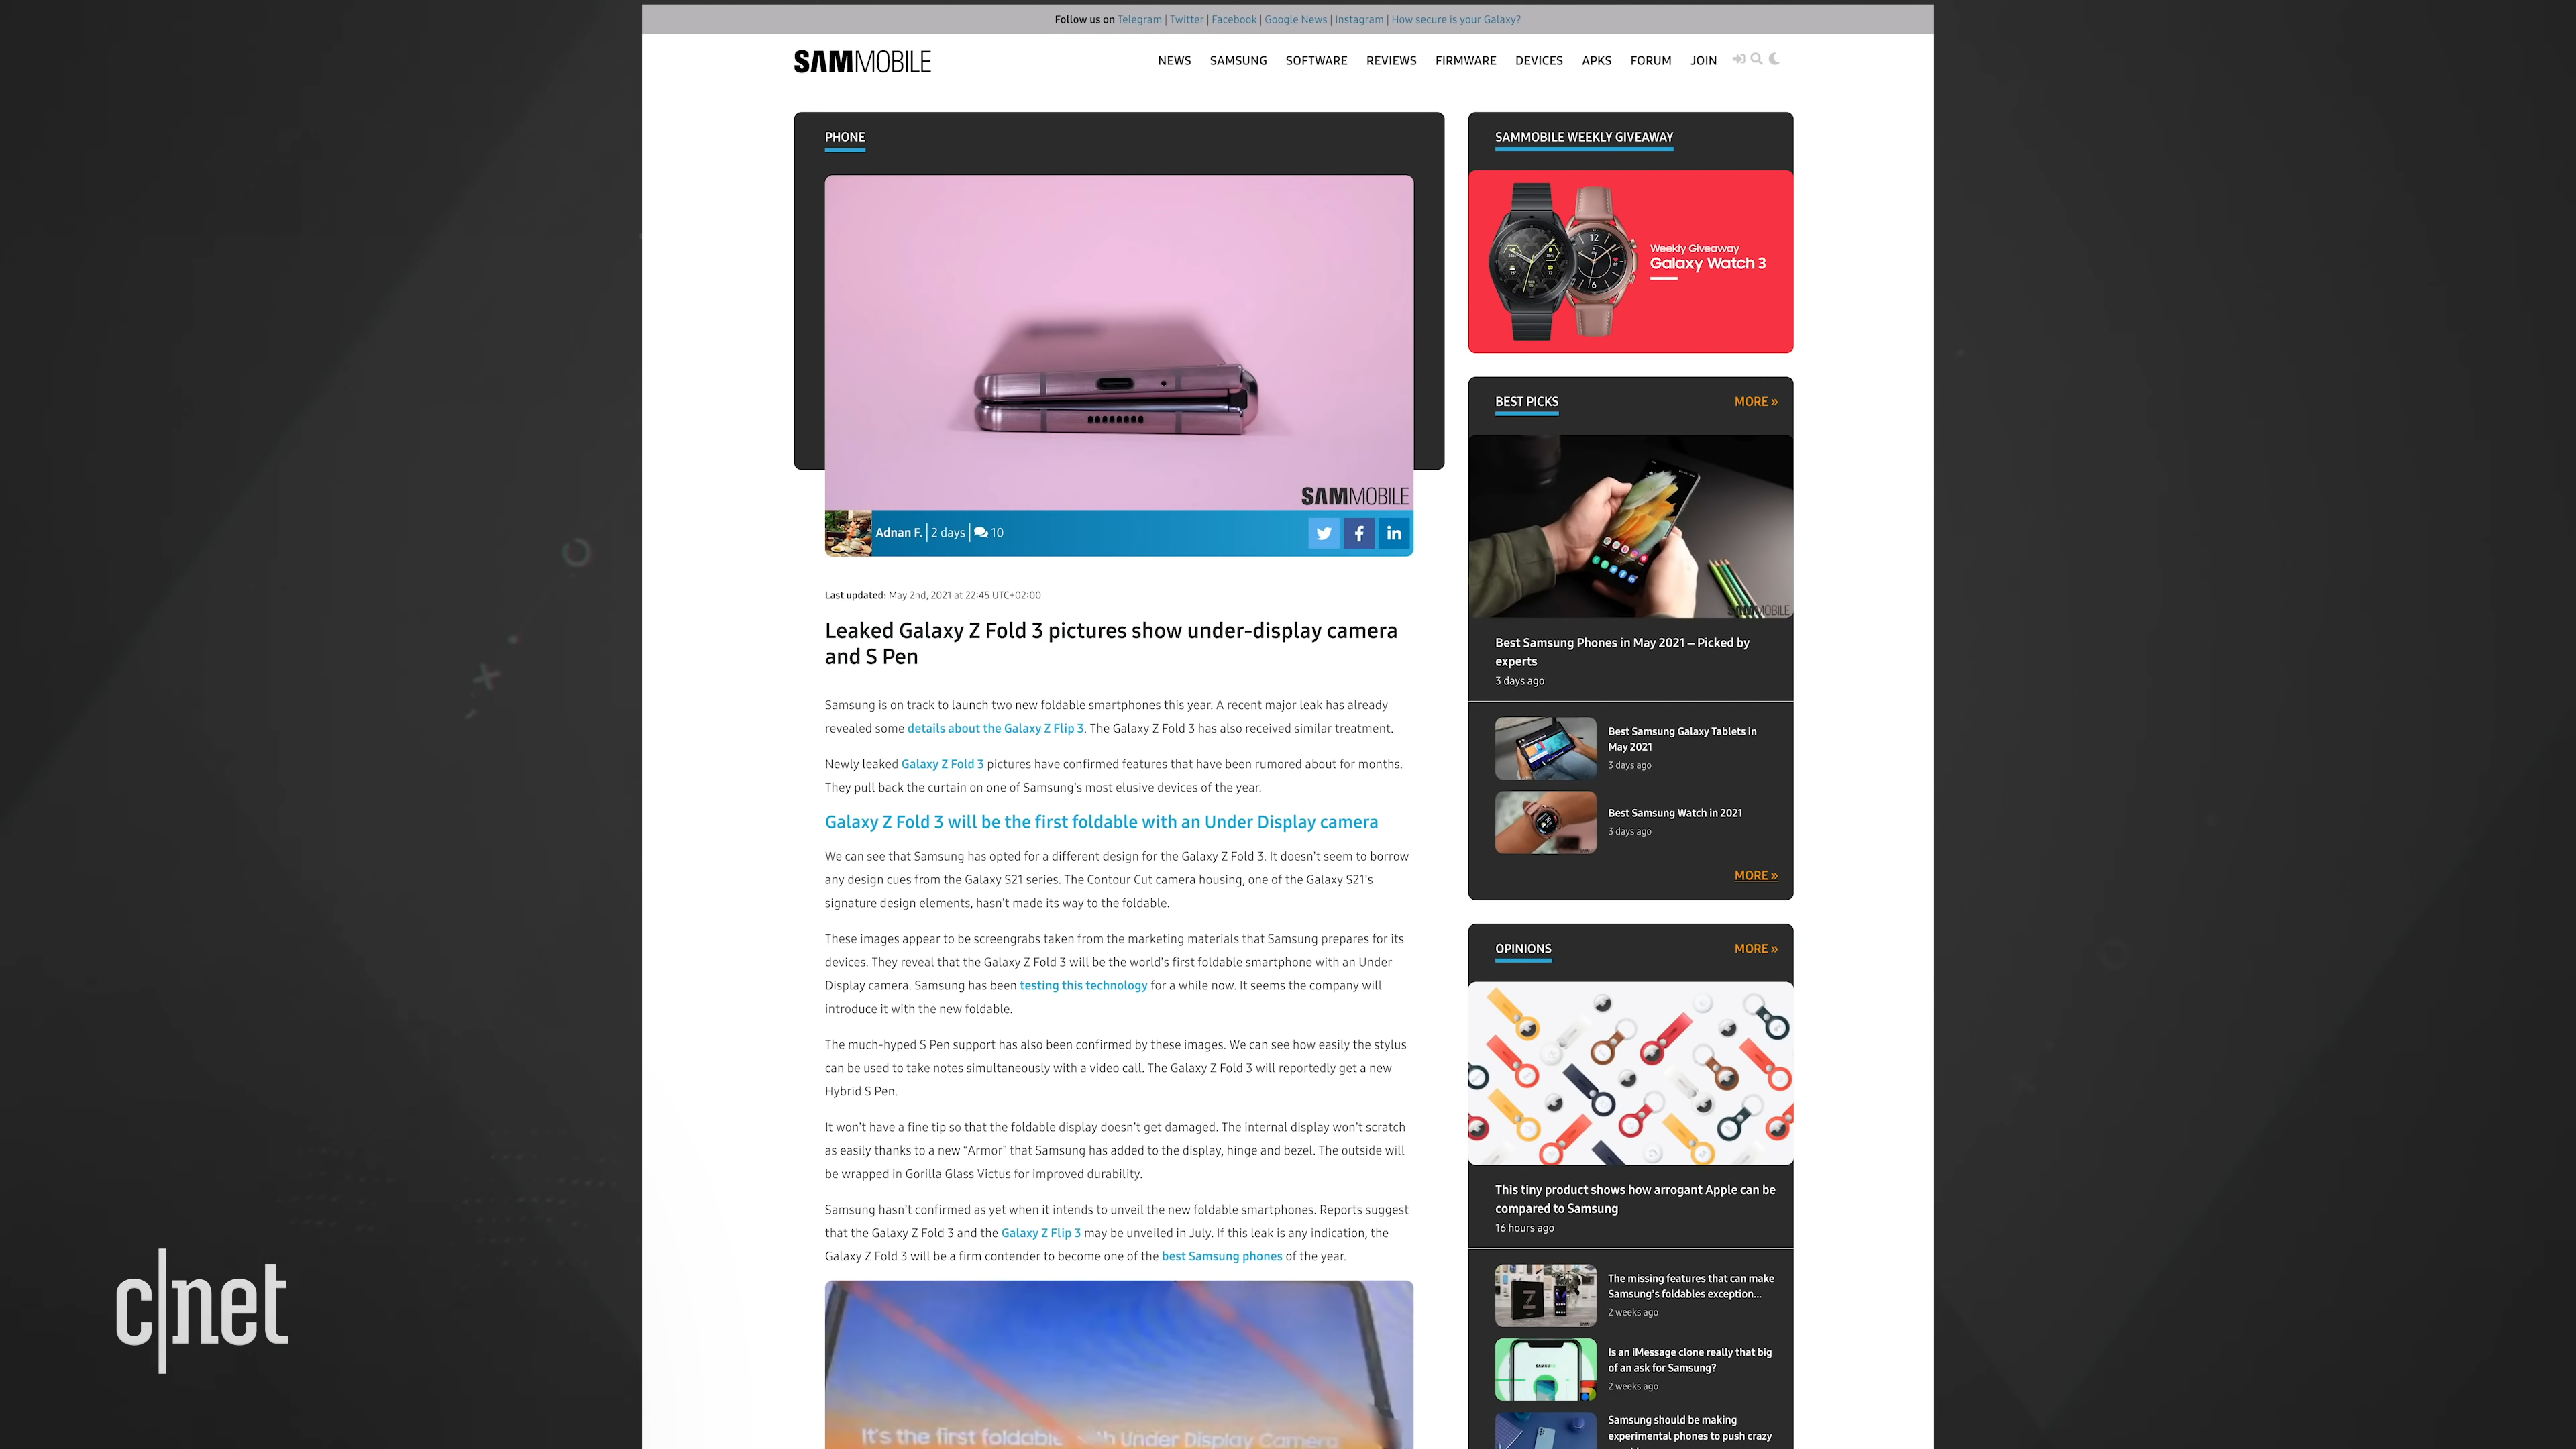 Follow us on Telegram | Twitter | Facebook | Google News | Instagram | How secure is your Galaxy?
SAMMOBILE
NEWS SAMSUNG SOFTWARE REVIEWS FIRMWARE DEVICES APKS FORUM JOIN
PHONE
SAMMOBILE
Adnan F. | 2 days | 10
Last updated: May 2nd, 2021 at 22:45 UTC+02:00
Leaked Galaxy Z Fold 3 pictures show under-display camera
and S Pen
Samsung is on track to launch two new foldable smartphones this year. A recent major leak has already
revealed some details about the Galaxy Z Flip 3. The Galaxy Z Fold 3 has also received similar treatment.
Newly leaked Galaxy Z Fold 3 pictures have confirmed features that have been rumored about for months.
They pull back the curtain on one of Samsung's most elusive devices of the year.
Galaxy Z Fold 3 will be the first foldable with an Under Display camera
We can see that Samsung has opted for a different design for the Galaxy Z Fold 3. It doesn't seem to borrow
any design cues from the Galaxy S21 series. The Contour Cut camera housing, one of the Galaxy S21's
signature design elements, hasn't made its way to the foldable.
These images appear to be screengrabs taken from the marketing materials that Samsung prepares for its
devices. They reveal that the Galaxy Z Fold 3 will be the world's first foldable smartphone with an Under
Display camera. Samsung has been testing this technology for a while now. It seems the company will
introduce it with the new foldable.
The much-hyped S Pen support has also been confirmed by these images. We can see how easily the stylus
can be used to take notes simultaneously with a video call. The Galaxy Z Fold 3 will reportedly get a new
Hybrid S Pen.
It won't have a fine tip so that the foldable display doesn't get damaged. The internal display won't scratch
as easily thanks to a new “Armor” that Samsung has added to the display, hinge and bezel. The outside will
be wrapped in Gorilla Glass Victus for improved durability.
Samsung hasn't confirmed as yet when it intends to unveil the new foldable smartphones. Reports suggest
that the Galaxy Z Fold 3 and the Galaxy Z Flip 3 may be unveiled in July. If this leak is any indication, the
Galaxy Z Fold 3 will be a firm contender to become one of the best Samsung phones of the year.
It's the first foldable with Under Display Camera
SAMMOBILE WEEKLY GIVEAWAY
Weekly Giveaway
Galaxy Watch 3
BEST PICKS
MORE »
SAMMOBILE
Best Samsung Phones in May 2021 – Picked by
experts
3 days ago
Best Samsung Galaxy Tablets in
May 2021
3 days ago
Best Samsung Watch in 2021
3 days ago
MORE »
OPINIONS
MORE »
This tiny product shows how arrogant Apple can be
compared to Samsung
16 hours ago
The missing features that can make
Samsung's foldables exception...
2 weeks ago
Is an iMessage clone really that big
of an ask for Samsung?
2 weeks ago
Samsung should be making
experimental phones to push crazy
c|net